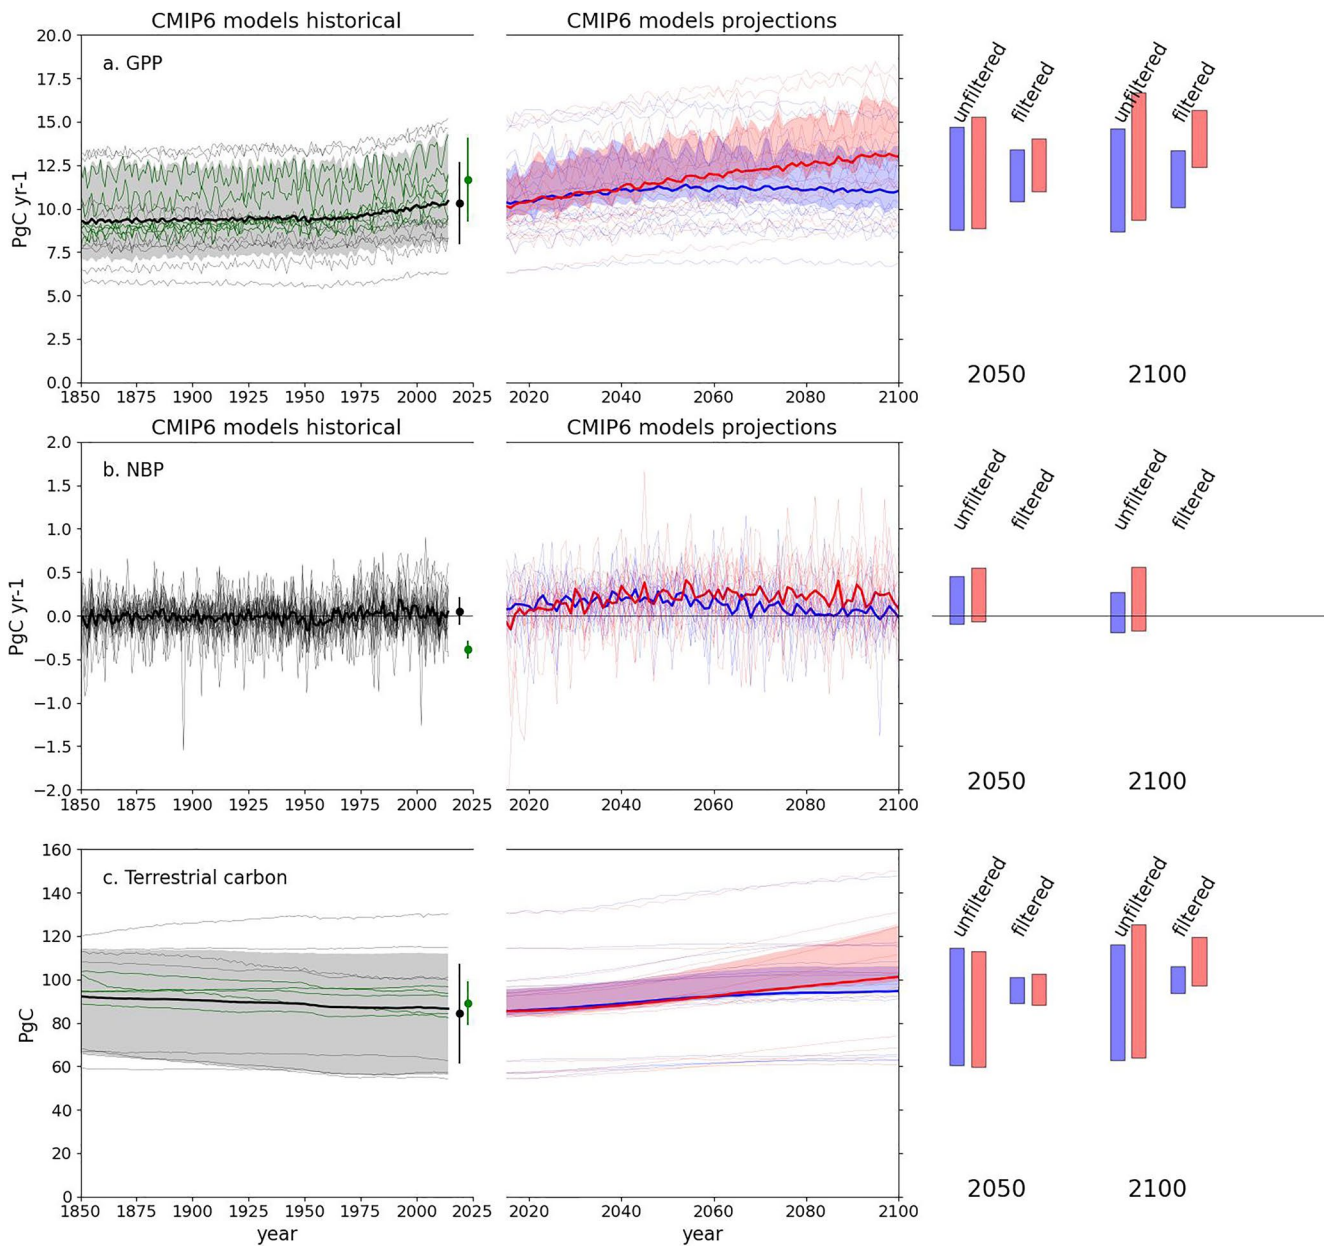 CMIP6 models historical
CMIP6 models projections
a. GPP
PgC yr-1
20.0
17.5
15.0
12.5
10.0
7.5
5.0
2.5
0.0
1850 1875 1900 1925 1950 1975 2000 2025
2020 2040 2060 2080 2100
unfiltered
filtered
unfiltered
filtered
2050
2100
CMIP6 models historical
CMIP6 models projections
b. NBP
PgC yr-1
2.0
1.5
1.0
0.5
0.0
−0.5
−1.0
−1.5
−2.0
1850 1875 1900 1925 1950 1975 2000 2025
2020 2040 2060 2080 2100
unfiltered
filtered
unfiltered
filtered
2050
2100
c. Terrestrial carbon
PgC
160
140
120
100
80
60
40
20
0
1850 1875 1900 1925 1950 1975 2000 2025
year
2020 2040 2060 2080 2100
year
unfiltered
filtered
unfiltered
filtered
2050
2100